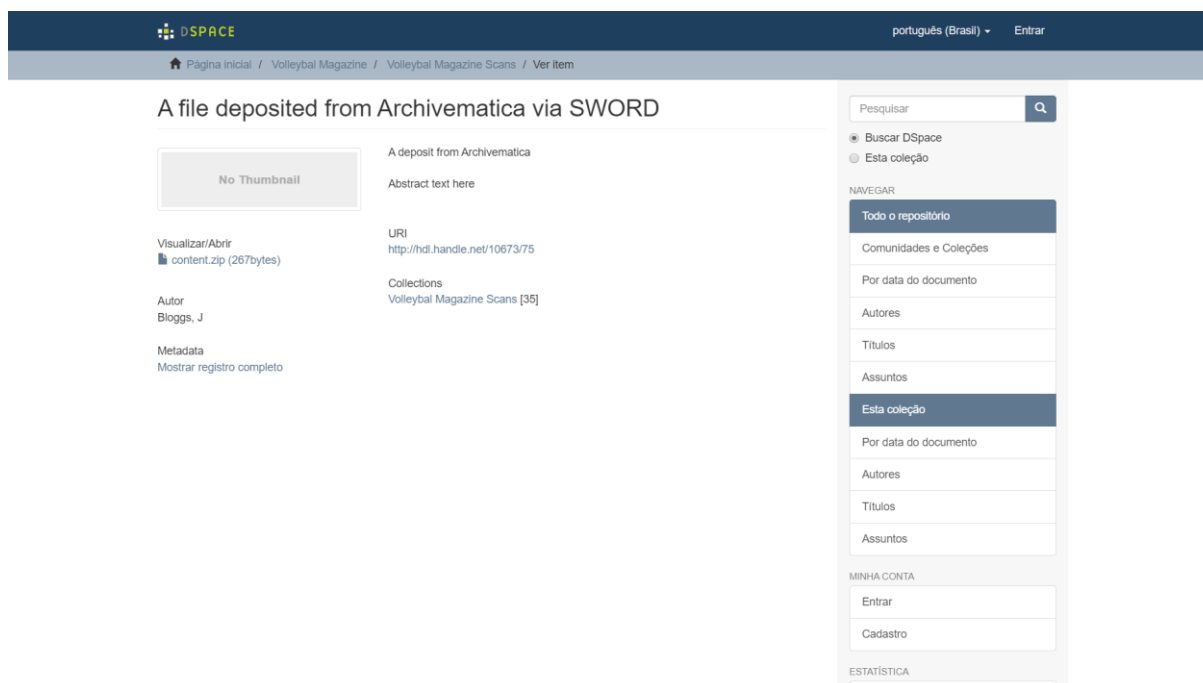 DSPACE
português (Brasil)
Entrar
Página inicial / Volleybal Magazine / Volleybal Magazine Scans / Ver item
A file deposited from Archivematica via SWORD
No Thumbnail
Visualizar/Abrir
content.zip (267bytes)
Autor
Bloggs, J
Metadata
Mostrar registro completo
A deposit from Archivematica
Abstract text here
URI
http://hdl.handle.net/10673/75
Collections
Volleybal Magazine Scans [35]
Pesquisar
Buscar DSpace
Esta coleção
NAVEGAR
Todo o repositório
Comunidades e Coleções
Por data do documento
Autores
Títulos
Assuntos
Esta coleção
Por data do documento
Autores
Títulos
Assuntos
MINHA CONTA
Entrar
Cadastro
ESTATÍSTICA